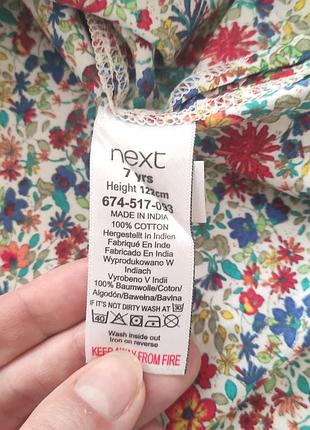 next
7 yrs
Height 122cm
674-517-093
MADE IN INDIA
100% COTTON
Hergestellt in Indien
Fabriqué En Inde
Fabricado En India
Wyprodukowano W
Indiach
Vyrobeno V Indii
100% Baumwolle/Coton/
Algodón/Bawełna/Bavlna
IF IT'S NOT DIRTY WASH AT 30
40
Wash inside out
Iron on reverse
KEEP AWAY FROM FIRE